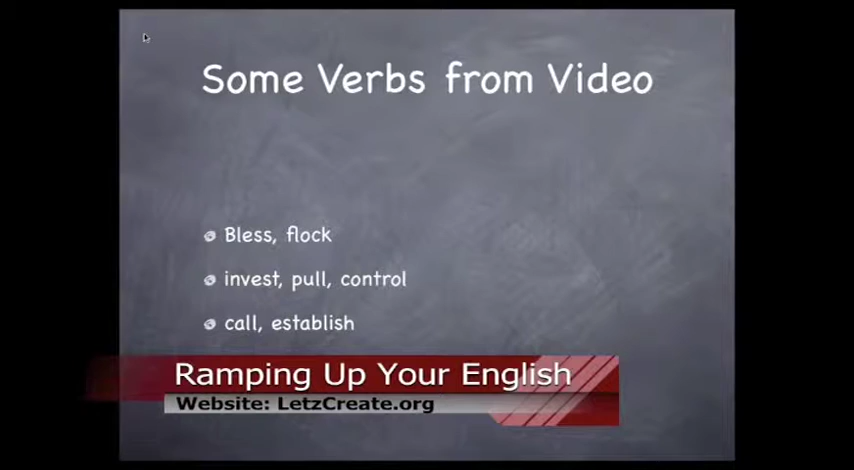 Some Verbs from Video
Bless, flock
invest, pull, control
call, establish
Ramping Up Your English
Website: LetzCreate.org